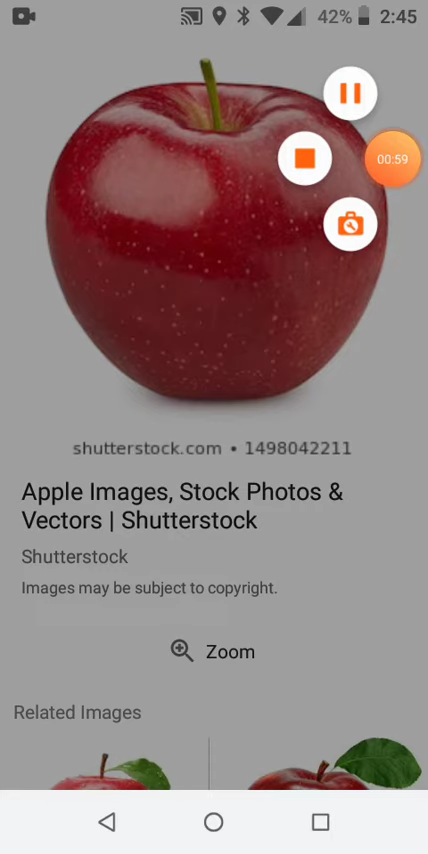 42% 2:45
00:59
shutterstock.com • 1498042211
Apple Images, Stock Photos &
Vectors | Shutterstock
Shutterstock
Images may be subject to copyright.
Zoom
Related Images